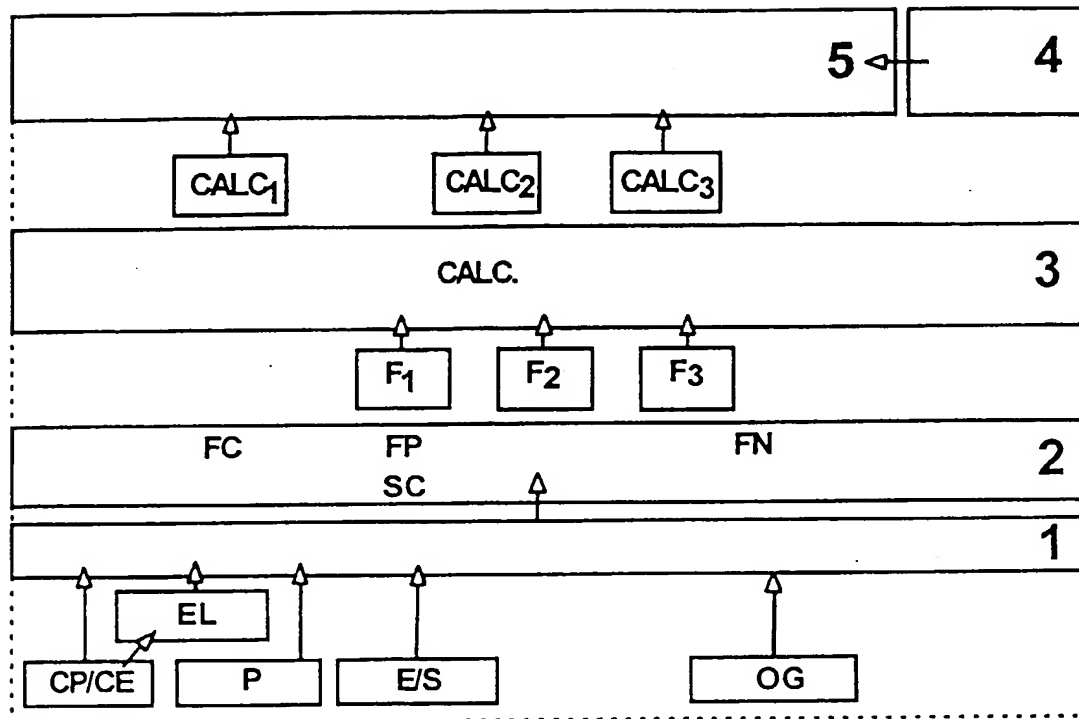 5 4
CALC1 CALC2 CALC3
3
CALC.
F1 F2 F3
FC FP FN
2
SC
1
EL
CP/CE P E/S OG